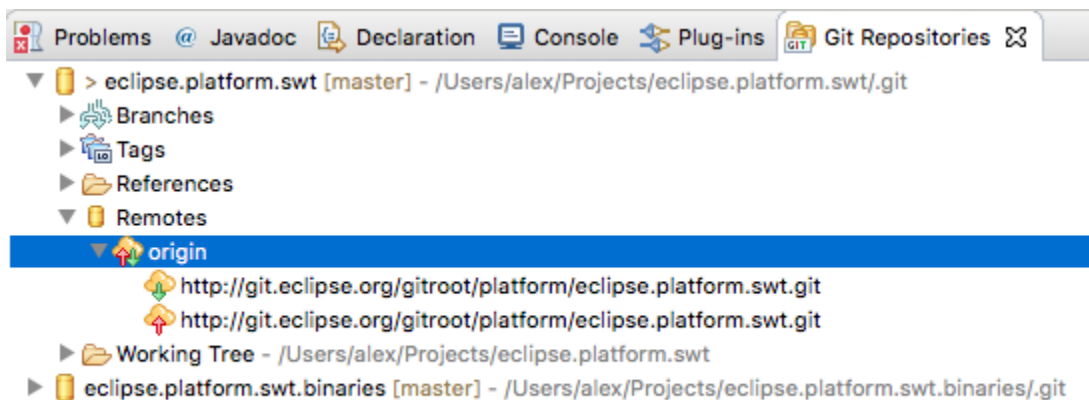 Problems @ Javadoc Declaration Console Plug-ins GIT Git Repositories
> eclipse.platform.swt [master] - /Users/alex/Projects/eclipse.platform.swt/.git
Branches
Tags
References
Remotes
origin
http://git.eclipse.org/gitroot/platform/eclipse.platform.swt.git
http://git.eclipse.org/gitroot/platform/eclipse.platform.swt.git
Working Tree - /Users/alex/Projects/eclipse.platform.swt
eclipse.platform.swt.binaries [master] - /Users/alex/Projects/eclipse.platform.swt.binaries/.git